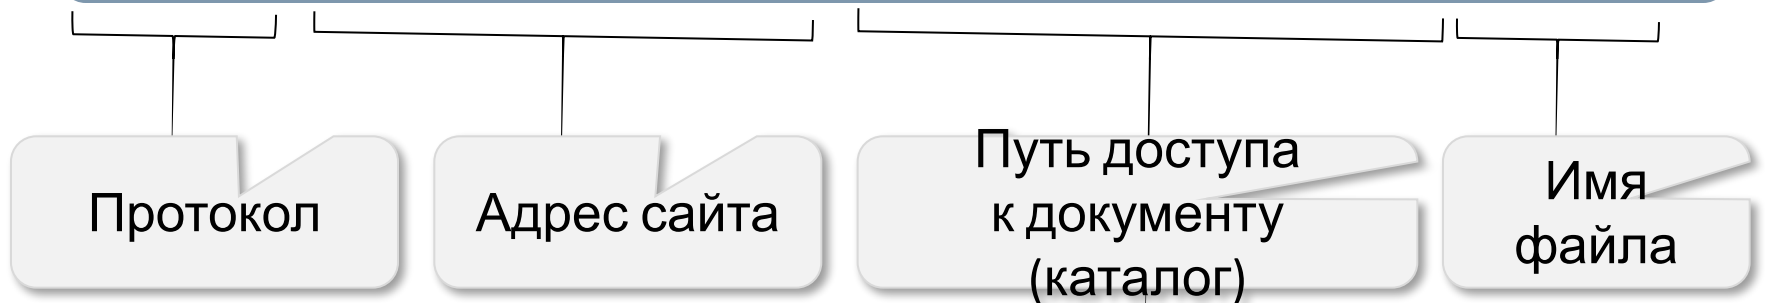 Протокол
Адрес сайта
Путь доступа
к документу
(каталог)
Имя
файла